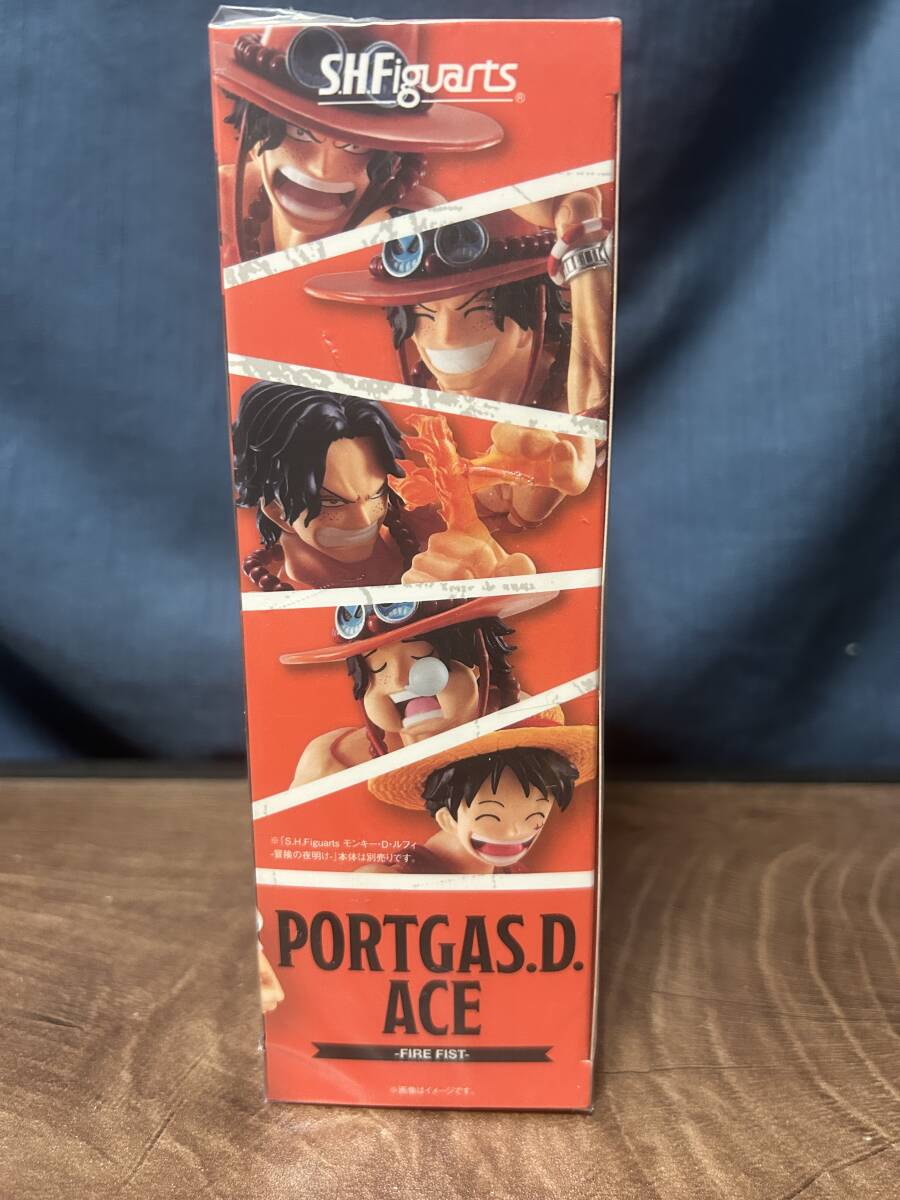 S.H.Figuarts®
※「S.H.Figuarts モンキー・D・ルフィ
-冒険の夜明け-」本体は別売りです。
PORTGAS.D.
ACE
-FIRE FIST-
※画像はイメージです。